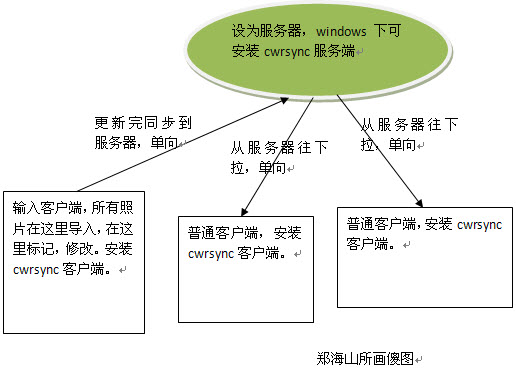 设为服务器，windows 下可
安装 cwrsync 服务端
更新完同步到
服务器，单向
从服务器往下
拉，单向
从服务器往下
拉，单向
输入客户端，所有照
片在这里导入，在这
里标记，修改。安装
cwrsync 客户端。
普通客户端，安装
cwrsync 客户端。
普通客户端，安装 cwrsync
客户端。
郑海山所画傻图